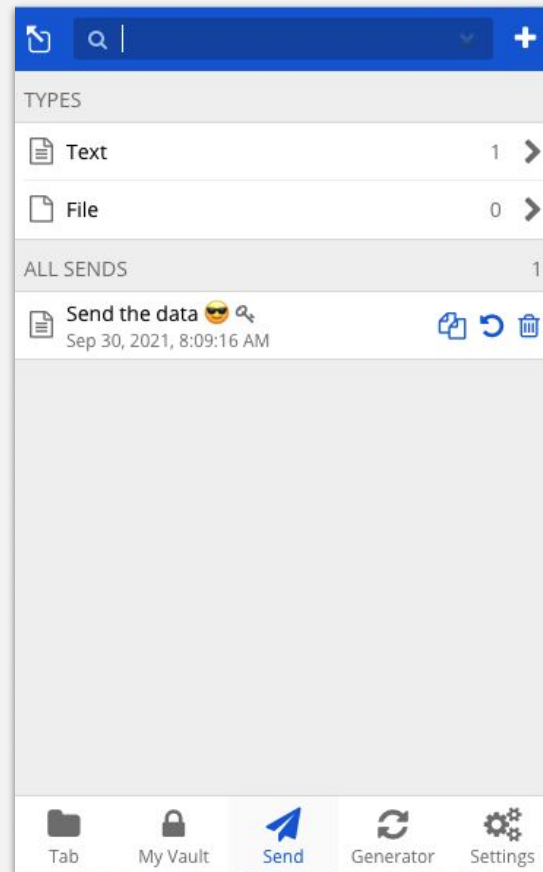 TYPES
Text 1
File 0
ALL SENDS 1
Send the data 😎
Sep 30, 2021, 8:09:16 AM
Tab My Vault Send Generator Settings